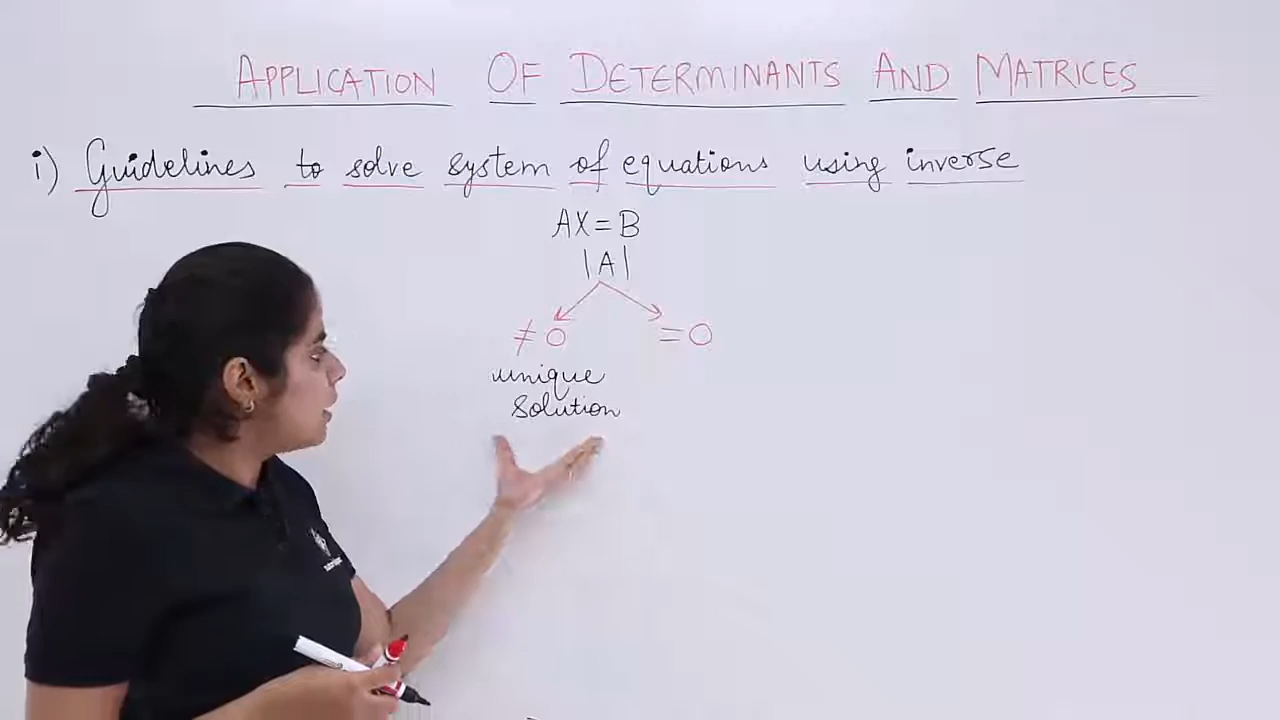 APPLICATION OF DETERMINANTS AND MATRICES
i) Guidelines to solve system of equations using inverse
AX = B
|A|
≠ 0 = 0
unique
solution